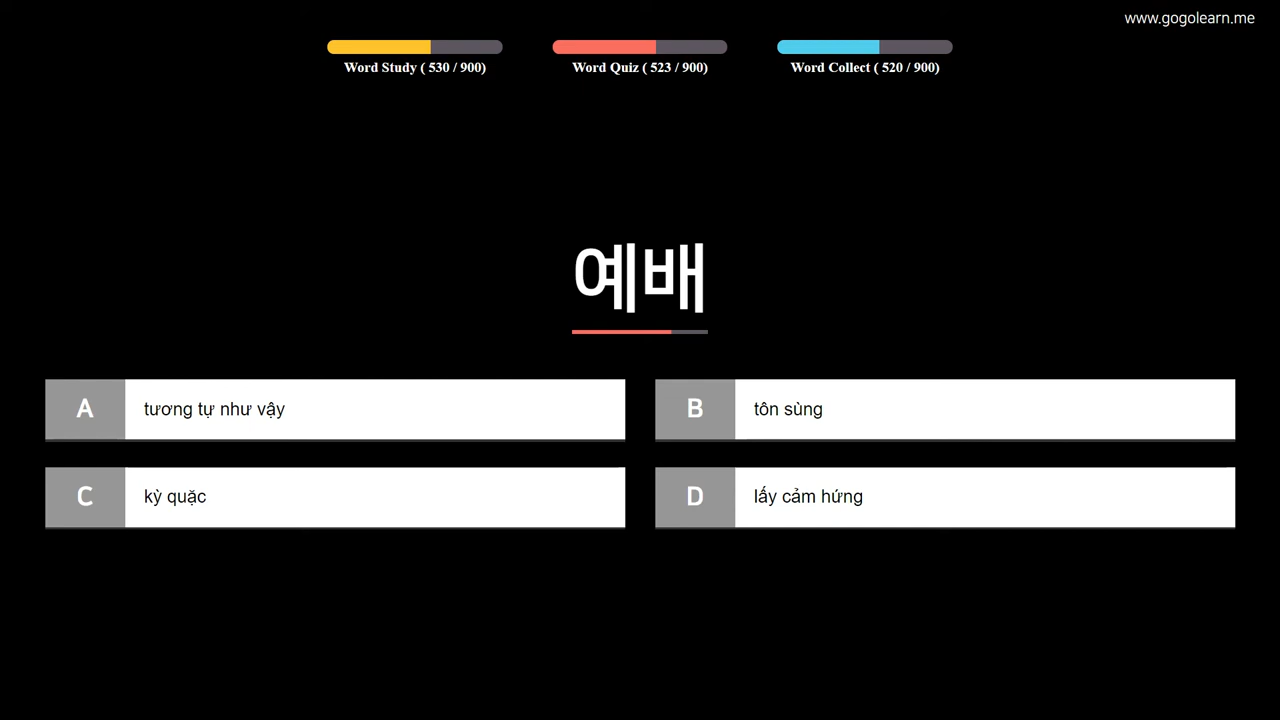 www.gogolearn.me
Word Study ( 530 / 900)
Word Quiz ( 523 / 900)
Word Collect ( 520 / 900)
예배
A tương tự như vậy
B tôn sùng
C kỳ quặc
D lấy cảm hứng